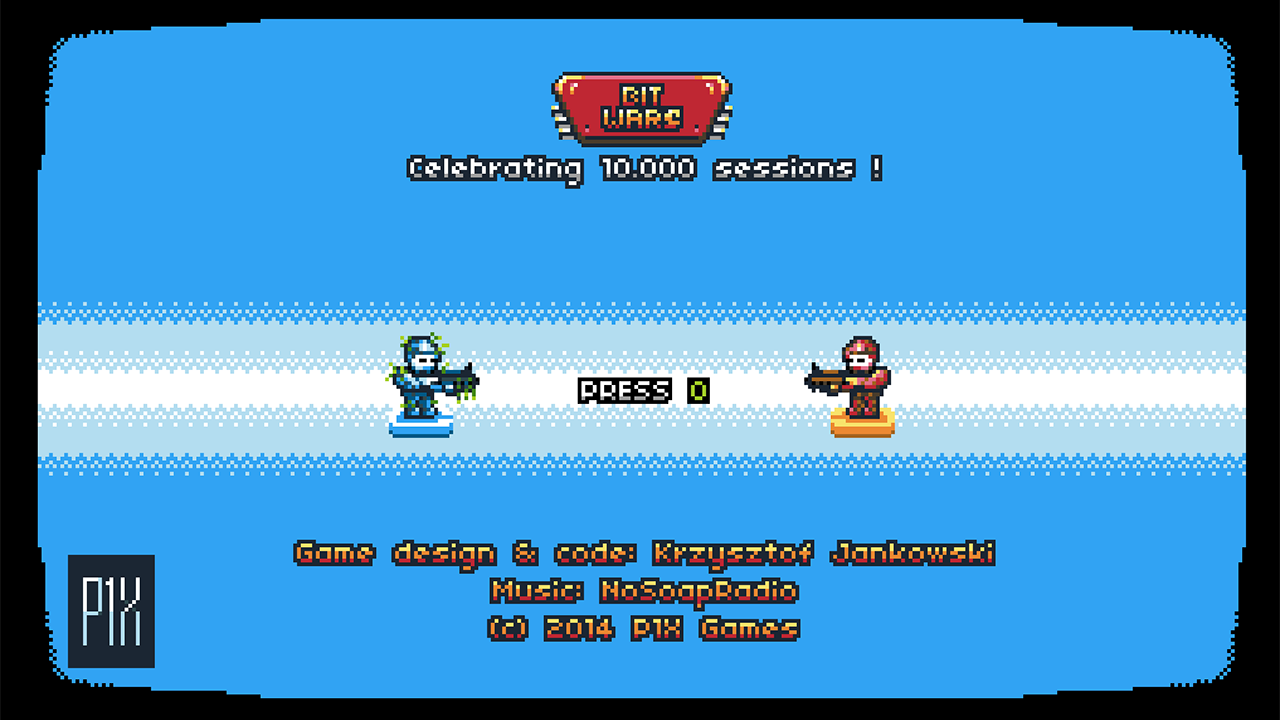 BIT
WARS
Celebrating 10.000 sessions !
PRESS O
Game design & code: Krzysztof Jankowski
Music: NoSoapRadio
(c) 2014 P1X Games
P1X